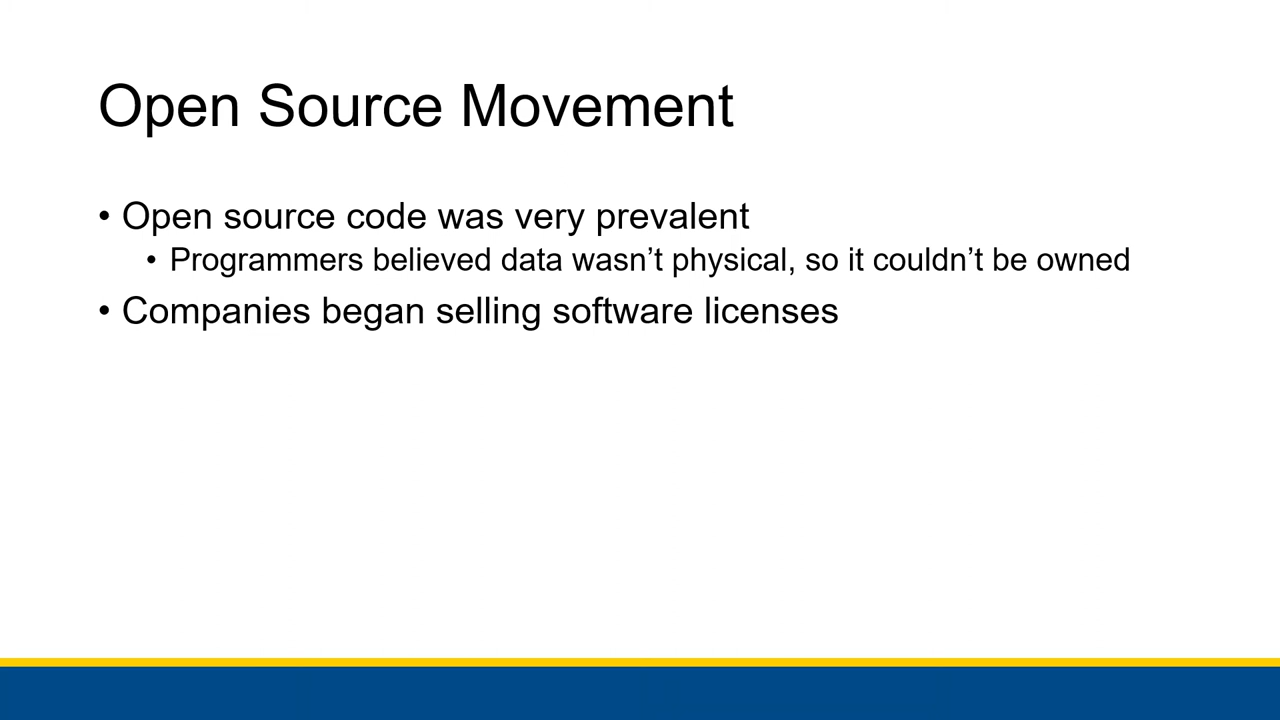 Open Source Movement
• Open source code was very prevalent
• Programmers believed data wasn’t physical, so it couldn’t be owned
• Companies began selling software licenses